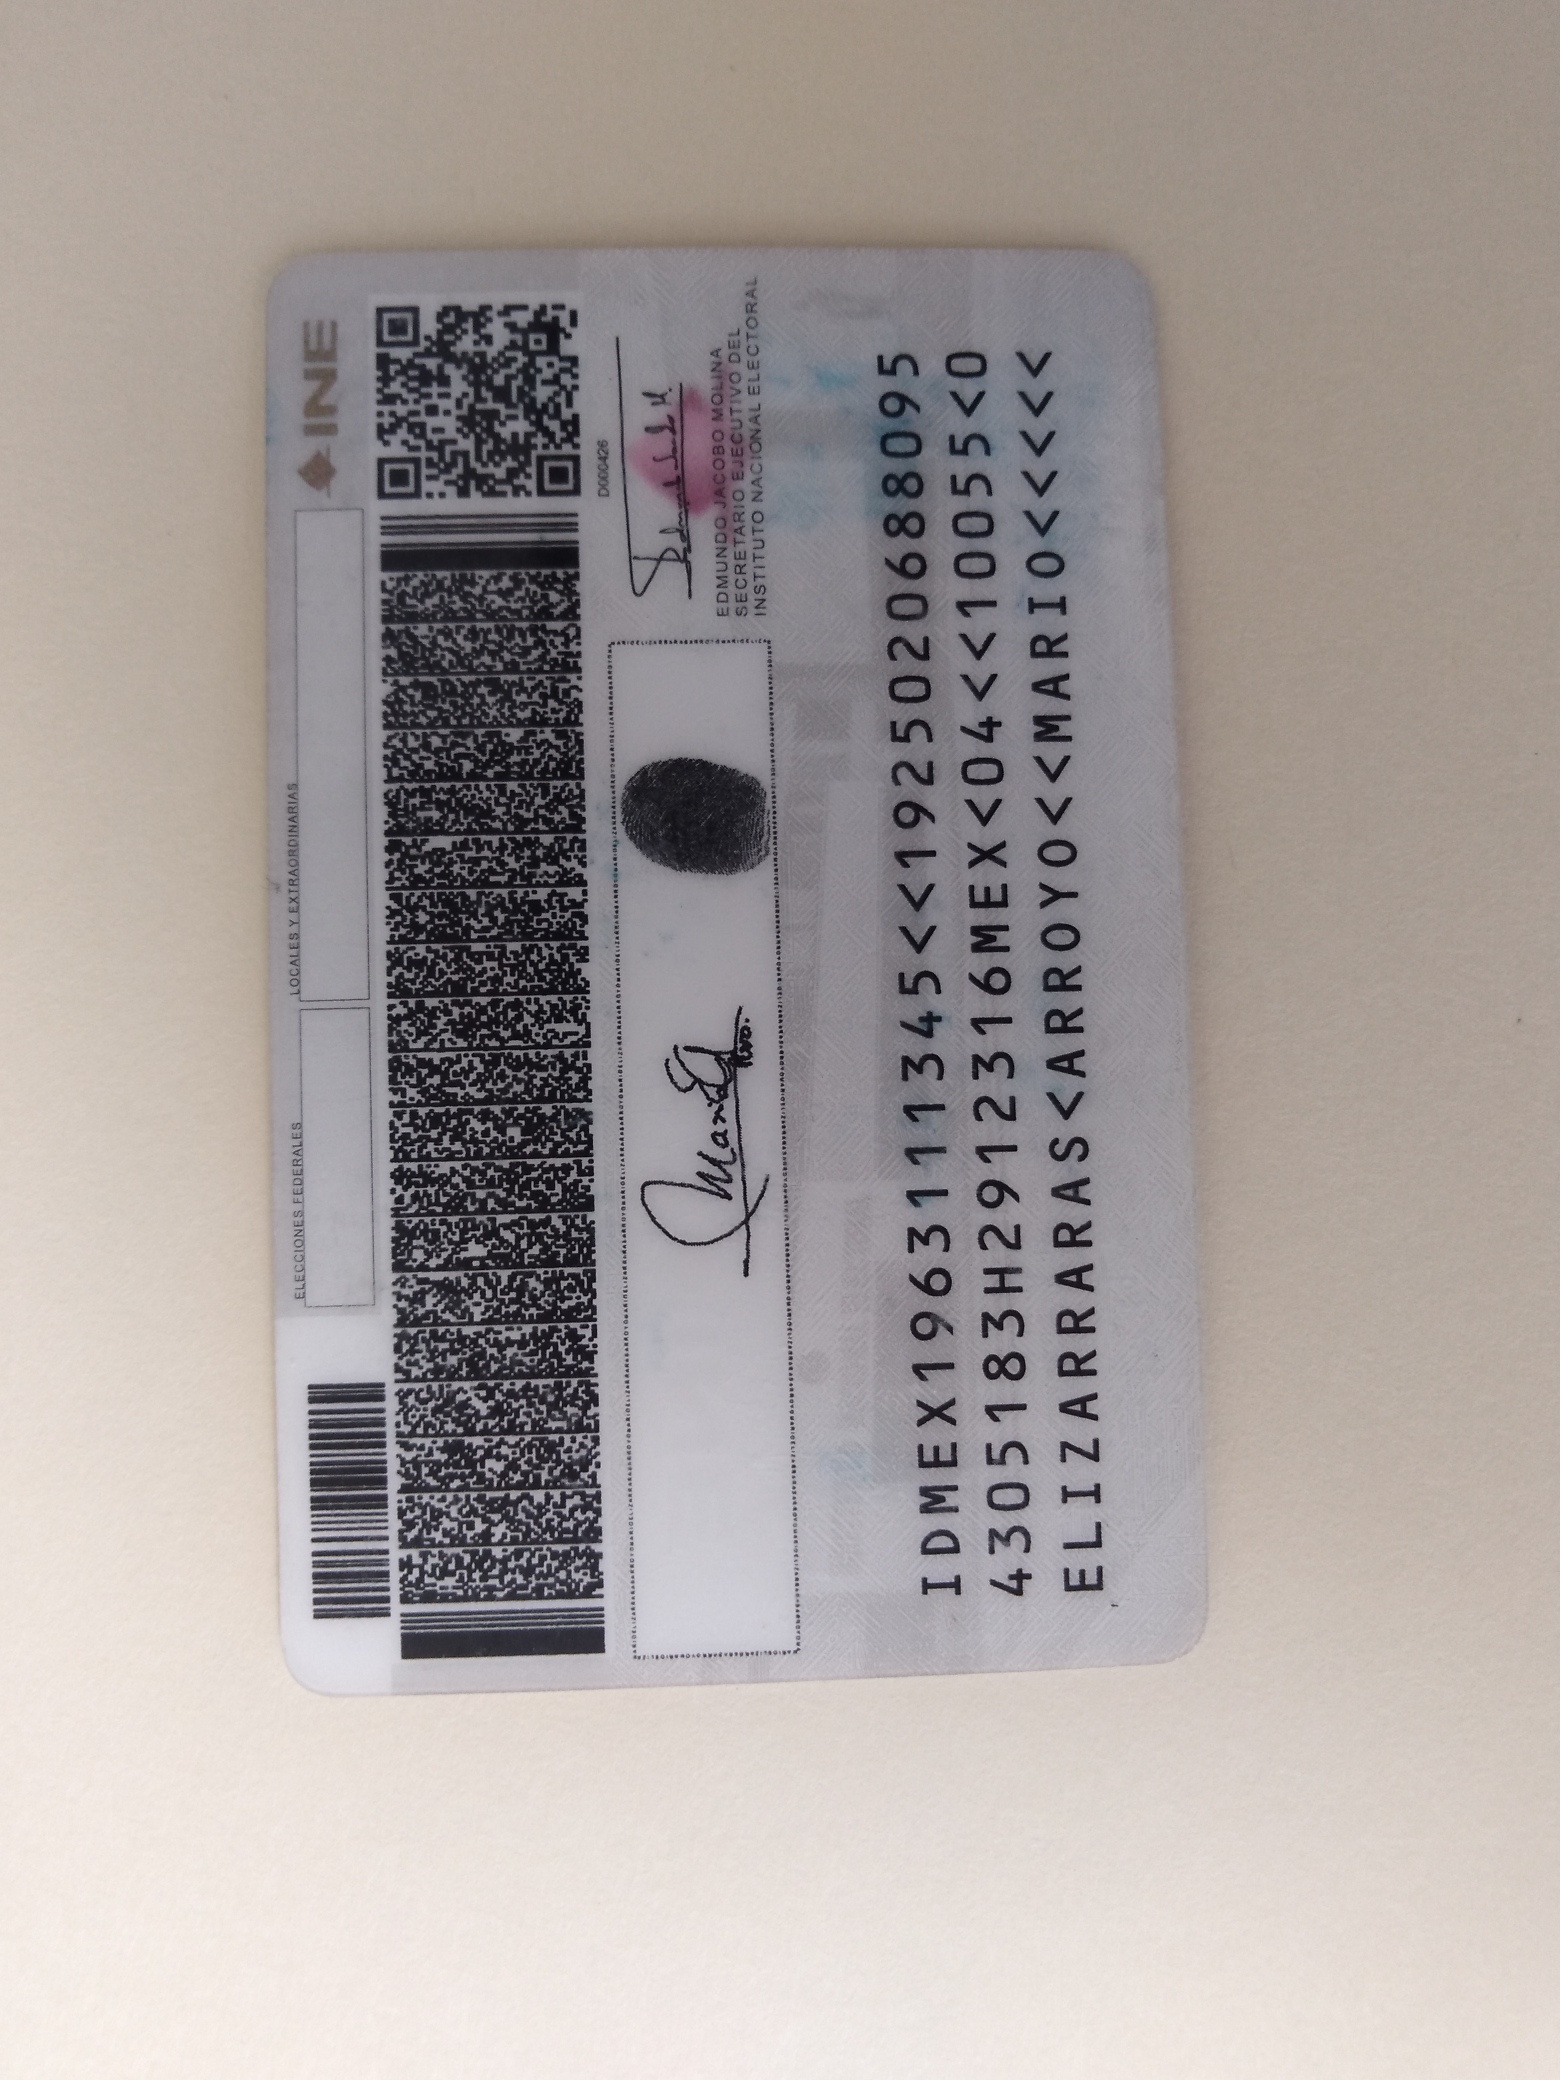 ELECCIONES FEDERALES
LOCALES Y EXTRAORDINARIAS
INE
D000426
EDMUNDO JACOBO MOLINA
SECRETARIO EJECUTIVO DEL
INSTITUTO NACIONAL ELECTORAL
IDMEX1963111345<<1925020688095
4305183H2912316MEX<04<<10055<0
ELIZARRARAS<ARROYO<<MARIO<<<<<